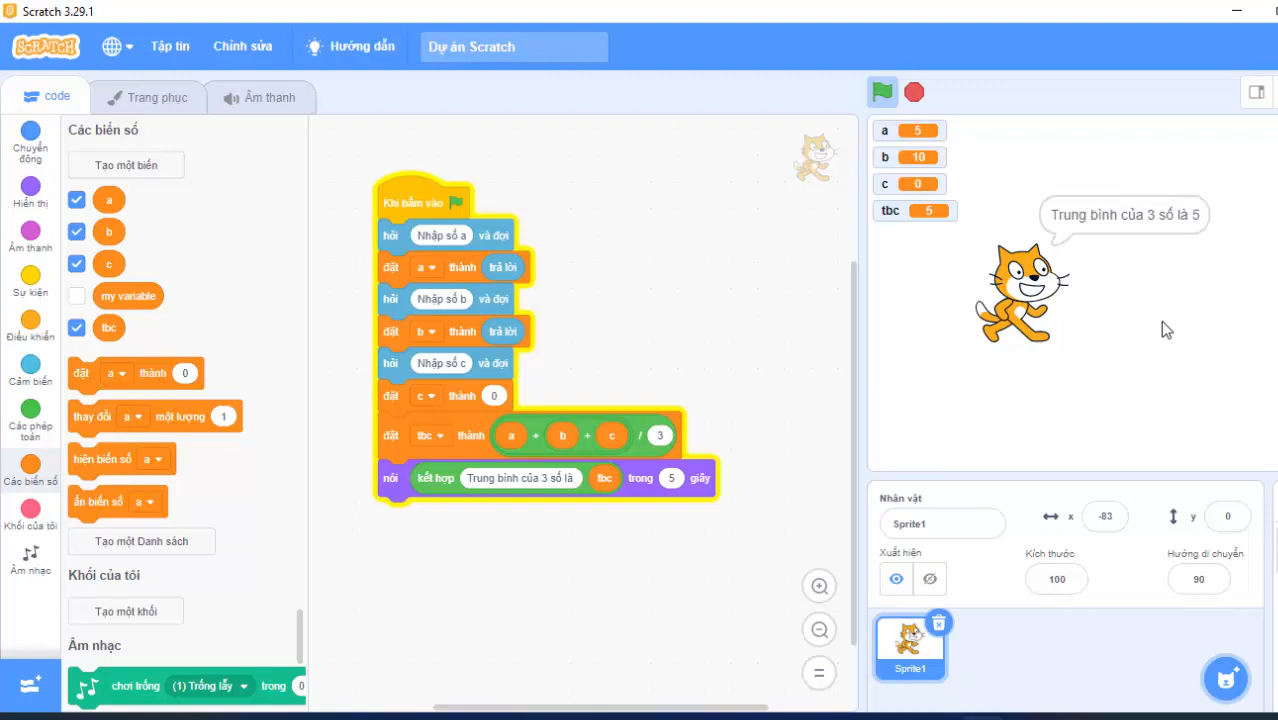 Scratch 3.29.1
SCRATCH
Tập tin
Chỉnh sửa
Hướng dẫn
Dự án Scratch
code
Trang phục
Âm thanh
Chuyển động
Hiển thị
Âm thanh
Sự kiện
Điều khiển
Cảm biến
Các phép toán
Các biến số
Khối của tôi
Âm nhạc
Các biến số
Tạo một biến
a
b
c
my variable
tbc
đặt a thành 0
thay đổi a một lượng 1
hiện biến số a
ẩn biến số a
Tạo một Danh sách
Khối của tôi
Tạo một khối
Âm nhạc
chơi trống (1) Trống lẫy trong 0
Khi bấm vào
hỏi Nhập số a và đợi
đặt a thành trả lời
hỏi Nhập số b và đợi
đặt b thành trả lời
hỏi Nhập số c và đợi
đặt c thành 0
đặt tbc thành a + b + c / 3
nói kết hợp Trung bình của 3 số là tbc trong 5 giây
a 5
b 10
c 0
tbc 5
Trung bình của 3 số là 5
Nhân vật
Sprite1
x -83
y 0
Xuất hiện
Kích thước
100
Hướng di chuyển
90
Sprite1